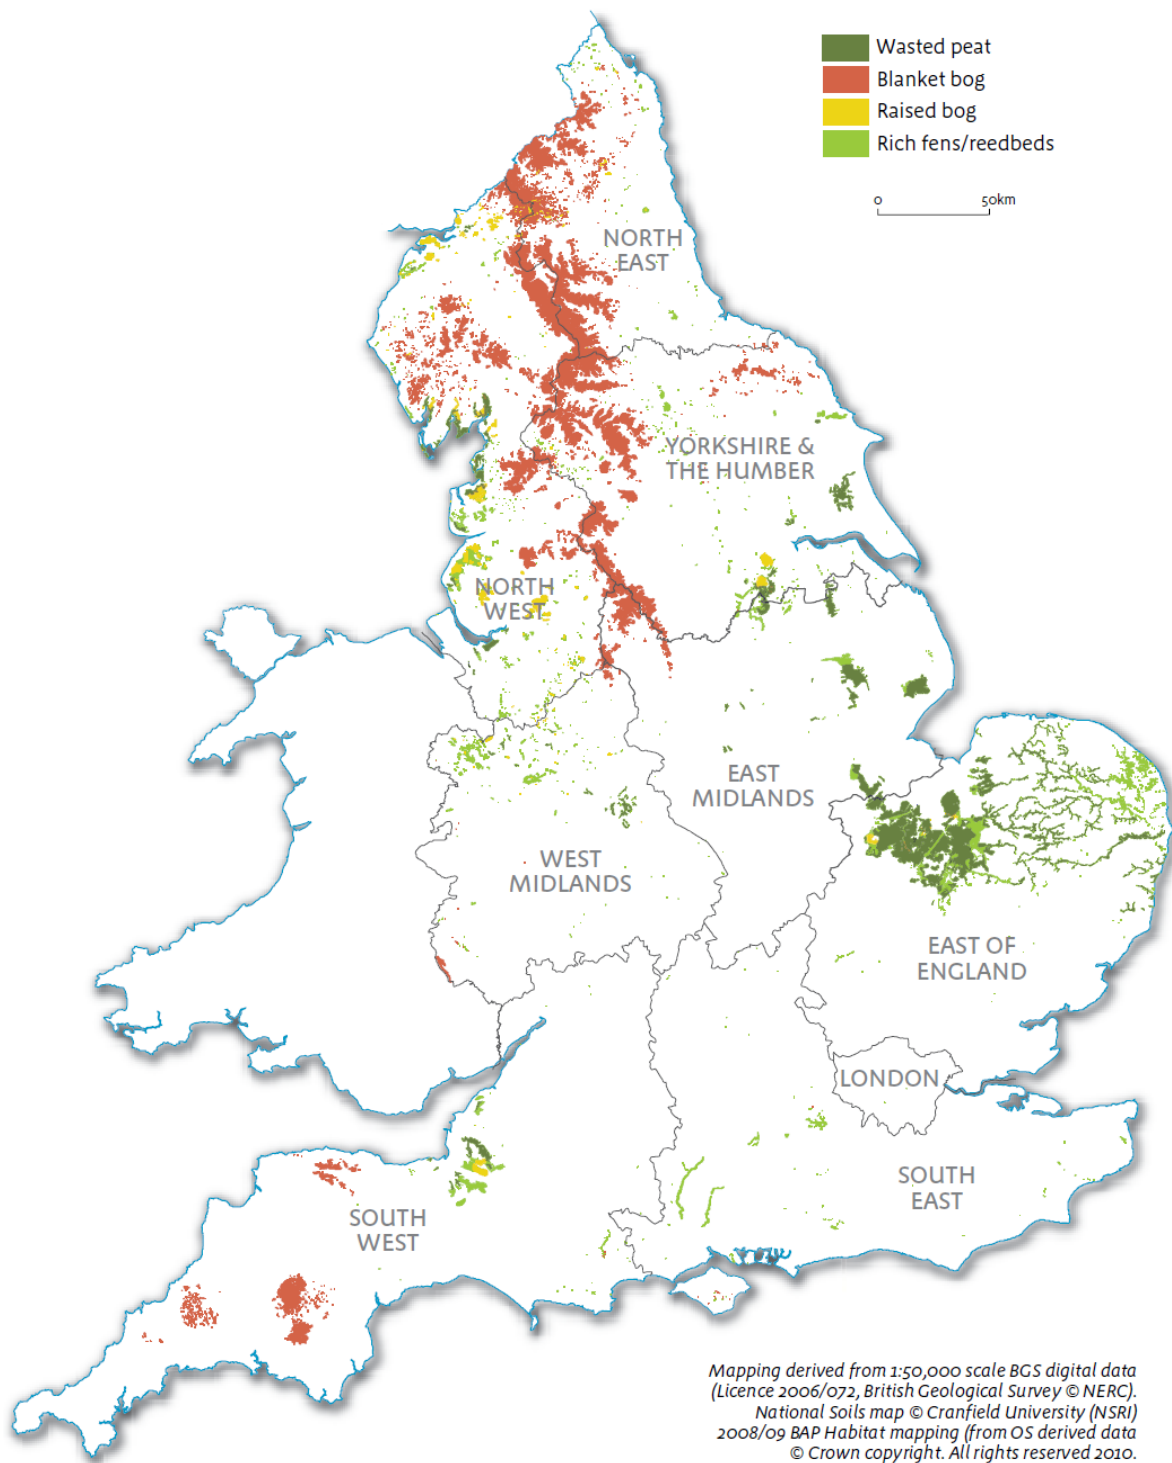 Wasted peat
Blanket bog
Raised bog
Rich fens/reedbeds
0 50km
NORTH
EAST
YORKSHIRE &
THE HUMBER
NORTH
WEST
EAST
MIDLANDS
WEST
MIDLANDS
EAST OF
ENGLAND
LONDON
SOUTH
EAST
SOUTH
WEST
Mapping derived from 1:50,000 scale BGS digital data
(Licence 2006/072, British Geological Survey © NERC).
National Soils map © Cranfield University (NSRI)
2008/09 BAP Habitat mapping (from OS derived data
© Crown copyright. All rights reserved 2010.